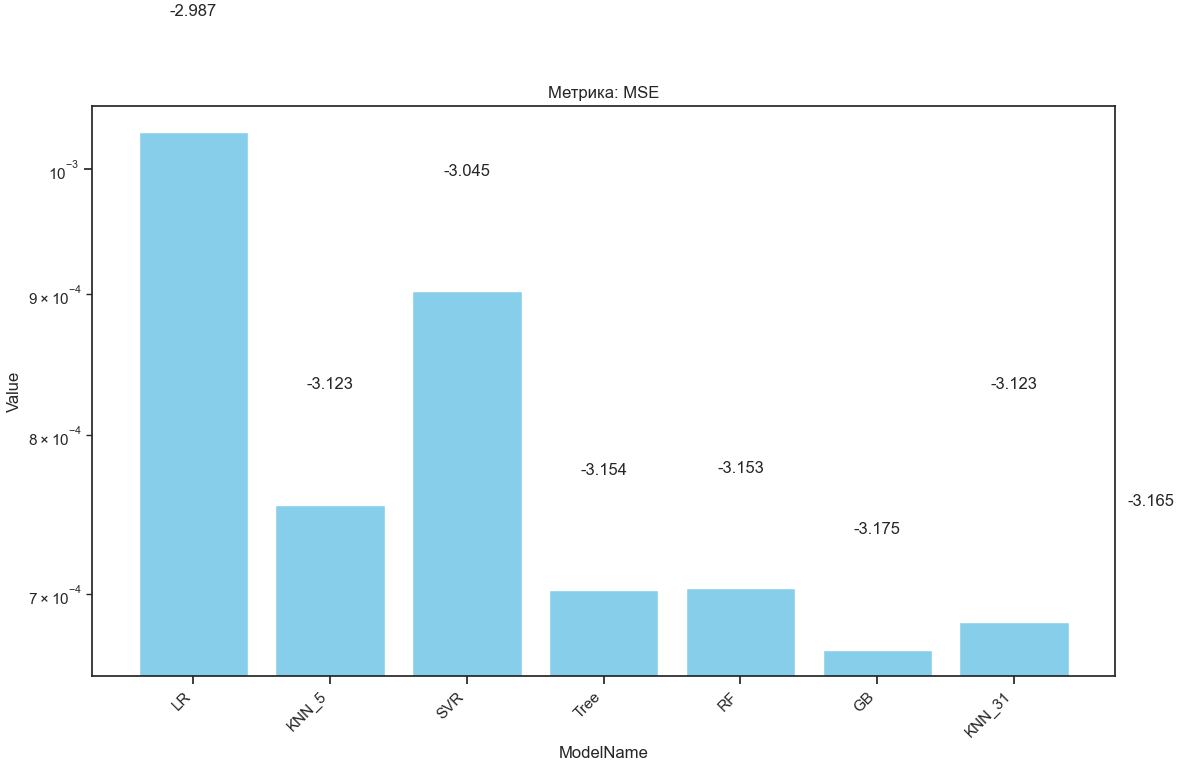 -2.987
Метрика: MSE
10⁻³
-3.045
9 × 10⁻⁴
Value
-3.123
-3.123
8 × 10⁻⁴
-3.154
-3.153
-3.165
-3.175
7 × 10⁻⁴
LR
KNN_5
SVR
Tree
RF
GB
KNN_31
ModelName